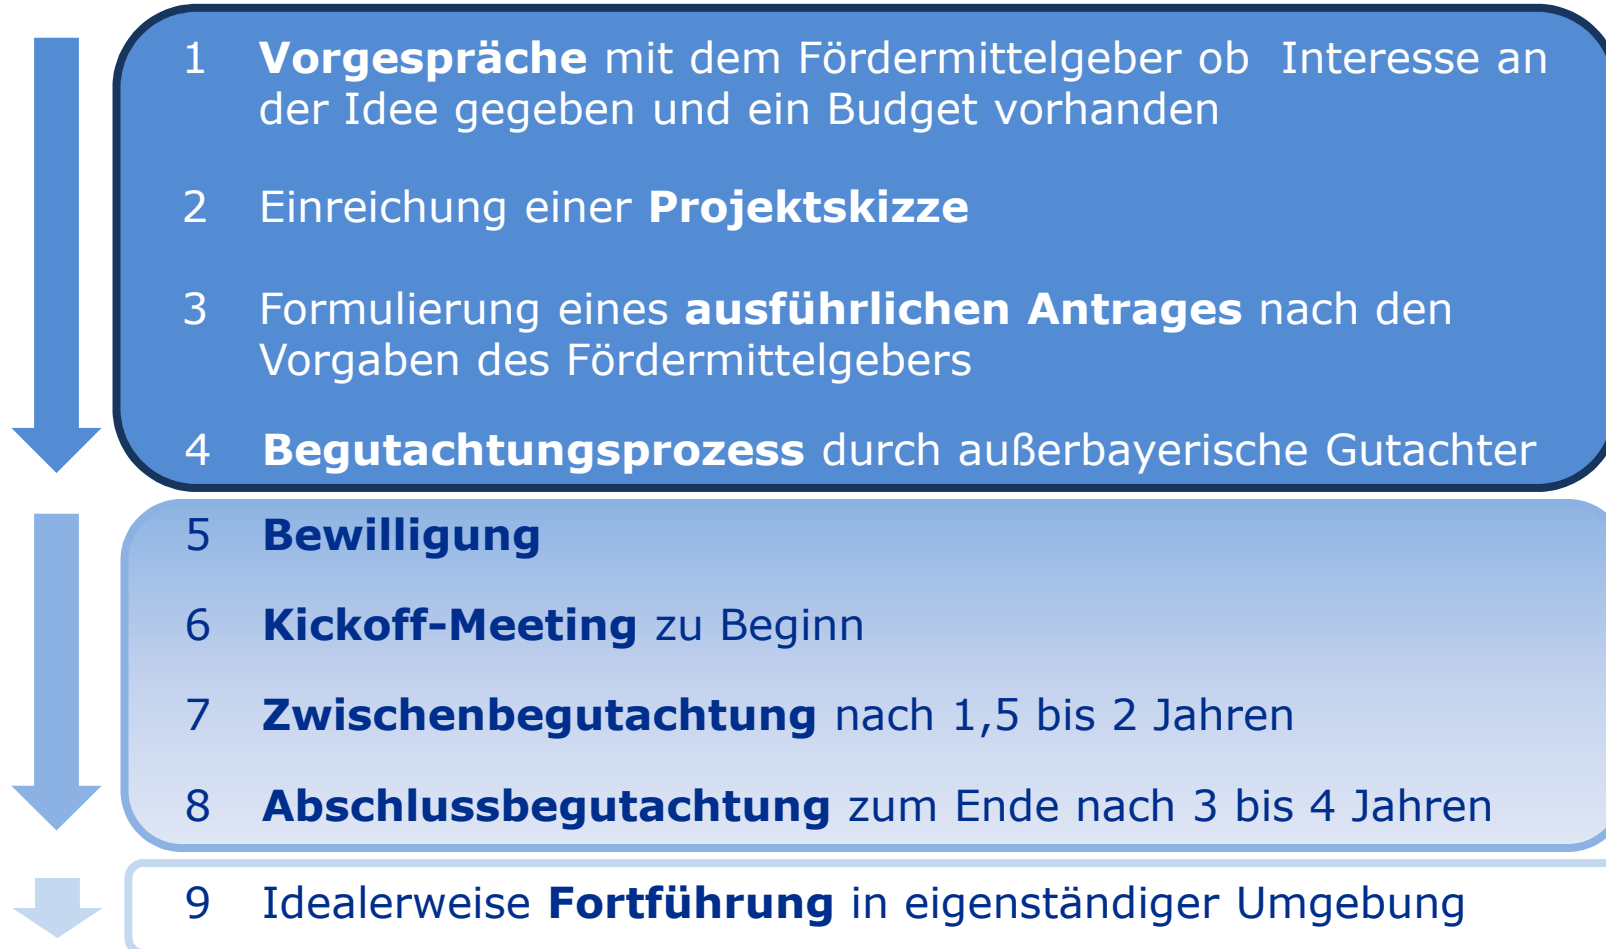 1 Vorgespräche mit dem Fördermittelgeber ob Interesse an
der Idee gegeben und ein Budget vorhanden
2 Einreichung einer Projektskizze
3 Formulierung eines ausführlichen Antrages nach den
Vorgaben des Fördermittelgebers
4 Begutachtungsprozess durch außerbayerische Gutachter
5 Bewilligung
6 Kickoff-Meeting zu Beginn
7 Zwischenbegutachtung nach 1,5 bis 2 Jahren
8 Abschlussbegutachtung zum Ende nach 3 bis 4 Jahren
9 Idealerweise Fortführung in eigenständiger Umgebung